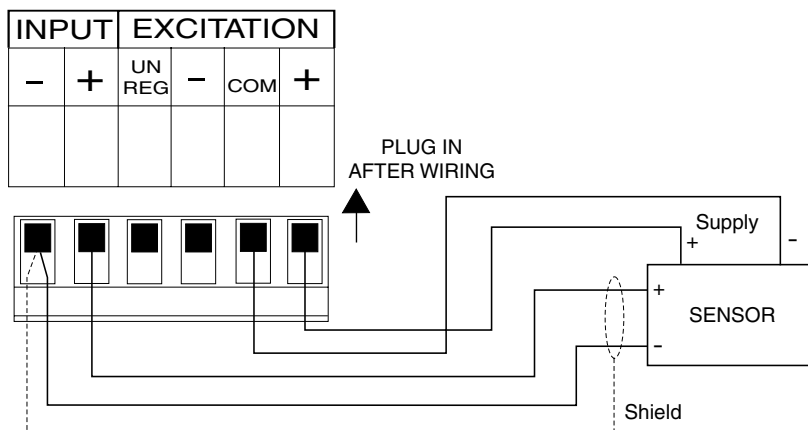 INPUT EXCITATION
- + UN REG - COM +
PLUG IN
AFTER WIRING
Supply
+ -
+
SENSOR
-
Shield